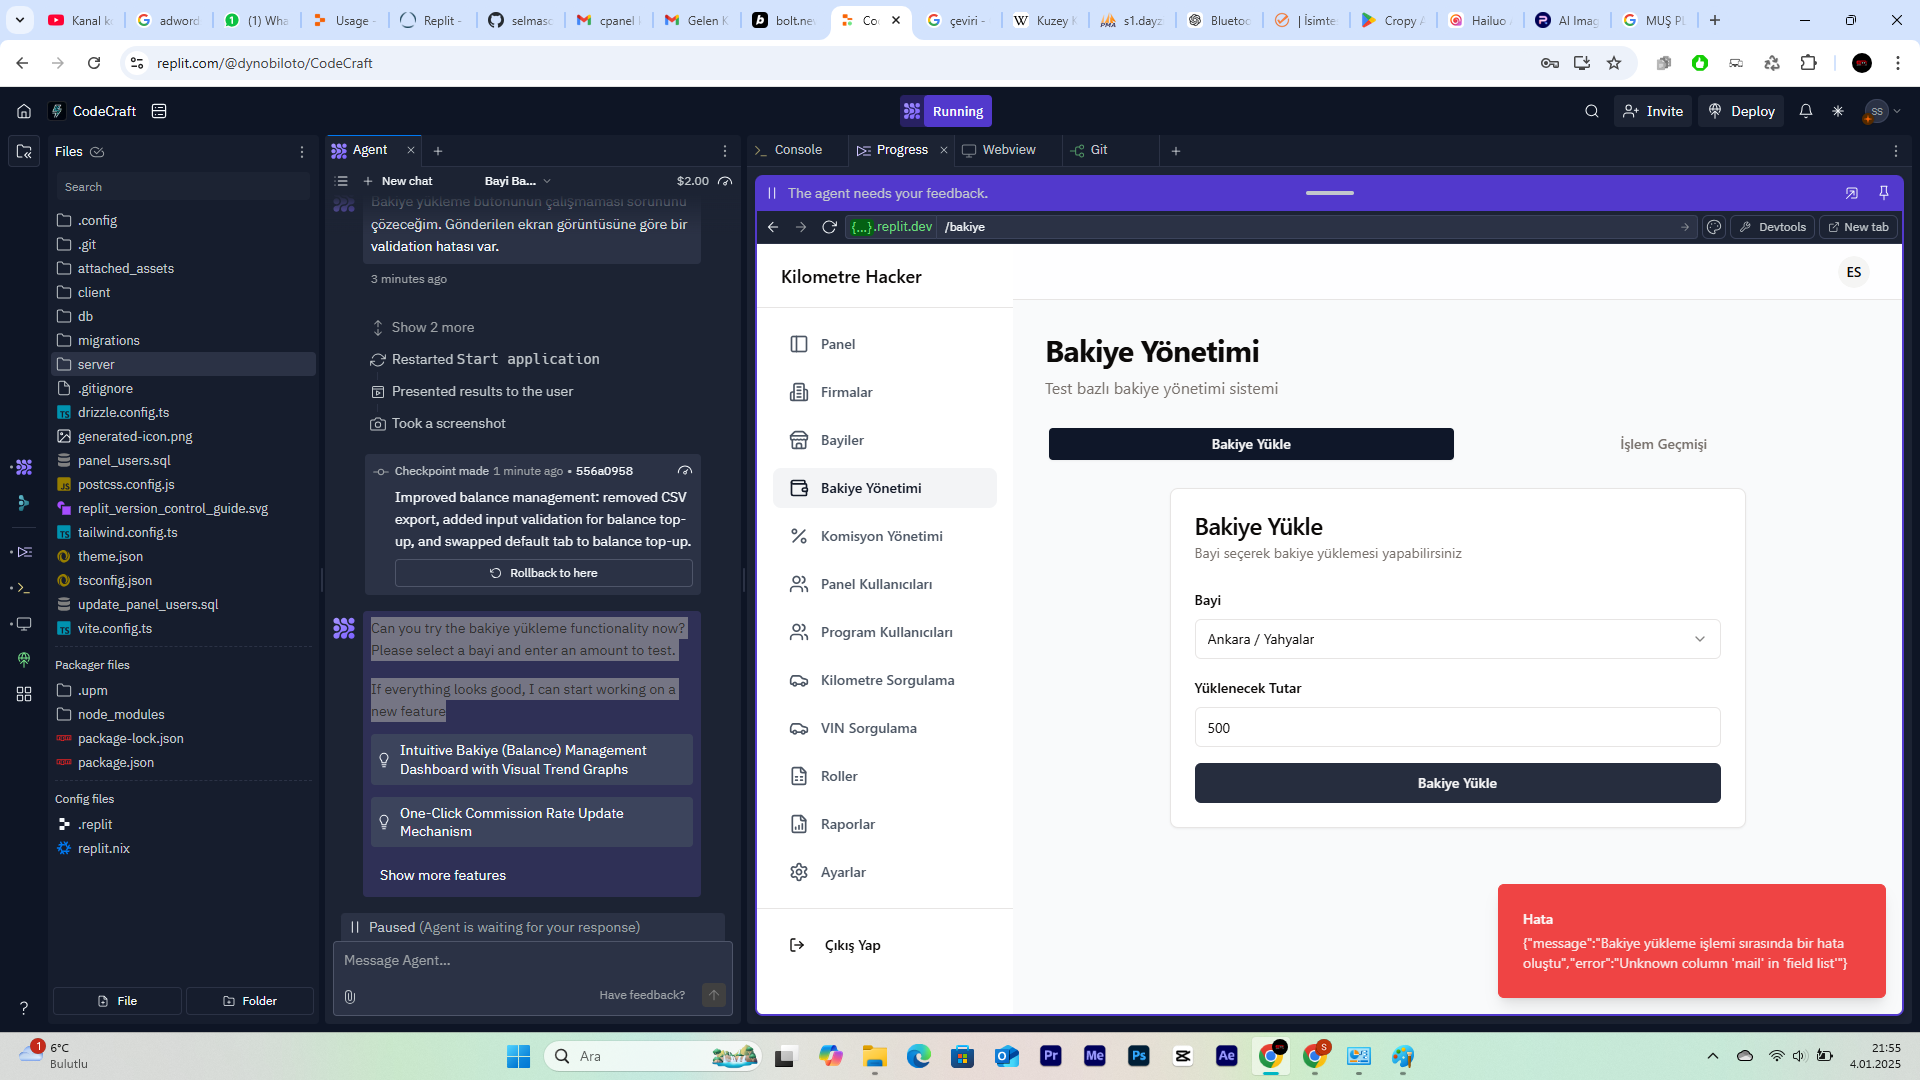 Kanal k
adword
(1) Wha
Usage -
Replit -
selmasc
cpanel
Gelen K
bolt.ne
Co
çeviri -
Kuzey
s1.dayz
Bluetoo
| İsimte
Cropy A
Hailuo
AI Imag
MUŞ PL
replit.com/@dynobiloto/CodeCraft
CodeCraft
Running
Invite
Deploy
SS
Files
Search
.config
.git
attached_assets
client
db
migrations
server
.gitignore
drizzle.config.ts
generated-icon.png
panel_users.sql
postcss.config.js
replit_version_control_guide.svg
tailwind.config.ts
theme.json
tsconfig.json
update_panel_users.sql
vite.config.ts
Packager files
.upm
node_modules
package-lock.json
package.json
Config files
.replit
replit.nix
File
Folder
Agent
New chat
Bayi Ba...
$2.00
Bakiye yükleme butonunun çalışmaması sorununu
çözeceğim. Gönderilen ekran görüntüsüne göre bir
validation hatası var.
3 minutes ago
Show 2 more
Restarted Start application
Presented results to the user
Took a screenshot
Checkpoint made 1 minute ago • 556a0958
Improved balance management: removed CSV
export, added input validation for balance top-
up, and swapped default tab to balance top-up.
Rollback to here
Can you try the bakiye yükleme functionality now?
Please select a bayi and enter an amount to test.
If everything looks good, I can start working on a
new feature
Intuitive Bakiye (Balance) Management
Dashboard with Visual Trend Graphs
One-Click Commission Rate Update
Mechanism
Show more features
Paused (Agent is waiting for your response)
Message Agent...
Have feedback?
Console
Progress
Webview
Git
The agent needs your feedback.
{...}.replit.dev
/bakiye
Devtools
New tab
Kilometre Hacker
ES
Panel
Firmalar
Bayiler
Bakiye Yönetimi
Komisyon Yönetimi
Panel Kullanıcıları
Program Kullanıcıları
Kilometre Sorgulama
VIN Sorgulama
Roller
Raporlar
Ayarlar
Çıkış Yap
Bakiye Yönetimi
Test bazlı bakiye yönetimi sistemi
Bakiye Yükle
İşlem Geçmişi
Bakiye Yükle
Bayi seçerek bakiye yüklemesi yapabilirsiniz
Bayi
Ankara / Yahyalar
Yüklenecek Tutar
500
Bakiye Yükle
Hata
{"message":"Bakiye yükleme işlemi sırasında bir hata
oluştu","error":"Unknown column 'mail' in 'field list'"}
1
6°C
Bulutlu
Ara
Pr
Me
Ps
Ae
S
21:55
4.01.2025